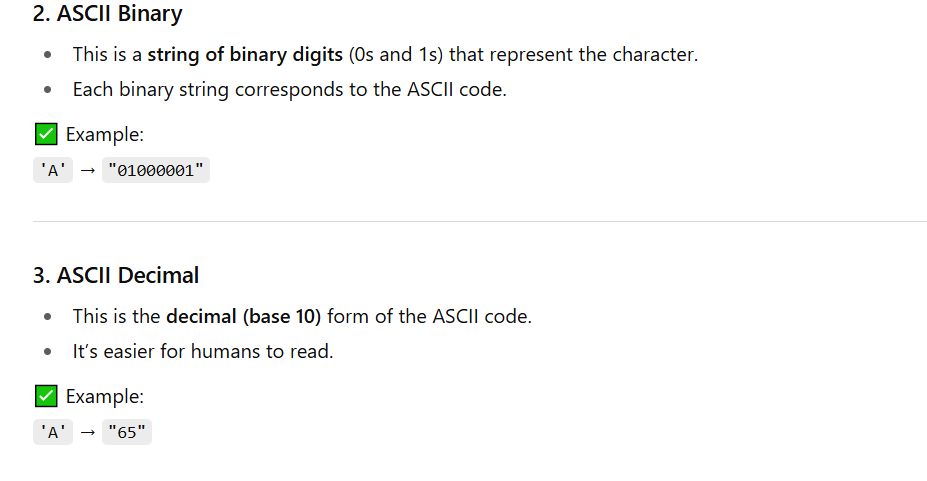 2. ASCII Binary
• This is a string of binary digits (0s and 1s) that represent the character.
• Each binary string corresponds to the ASCII code.
✅ Example:
'A' → "01000001"
3. ASCII Decimal
• This is the decimal (base 10) form of the ASCII code.
• It’s easier for humans to read.
✅ Example:
'A' → "65"